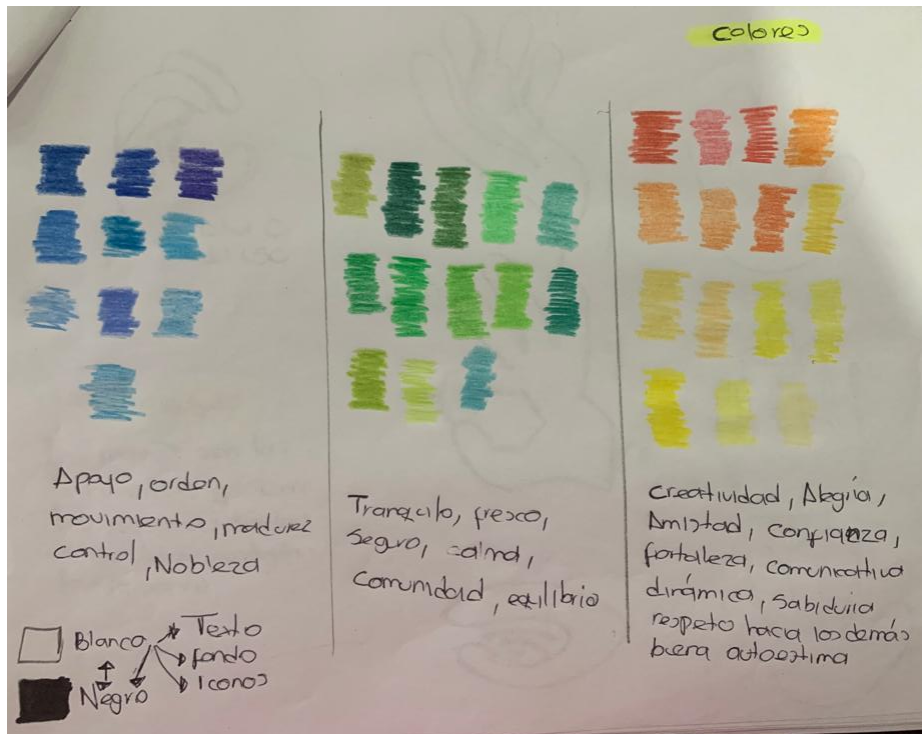 Colores
Apoyo, orden,
movimiento, madurez
control, Nobleza
Tranquilo, fresco,
Seguro, calma,
Comunidad, equilibrio
creatividad, Alegría,
Amistad, confianza,
fortaleza, comunicativa
dinámica, Sabiduria
respeto hacia los demás
buena autoestima
Blanco
Negro
Texto
fondo
Iconos